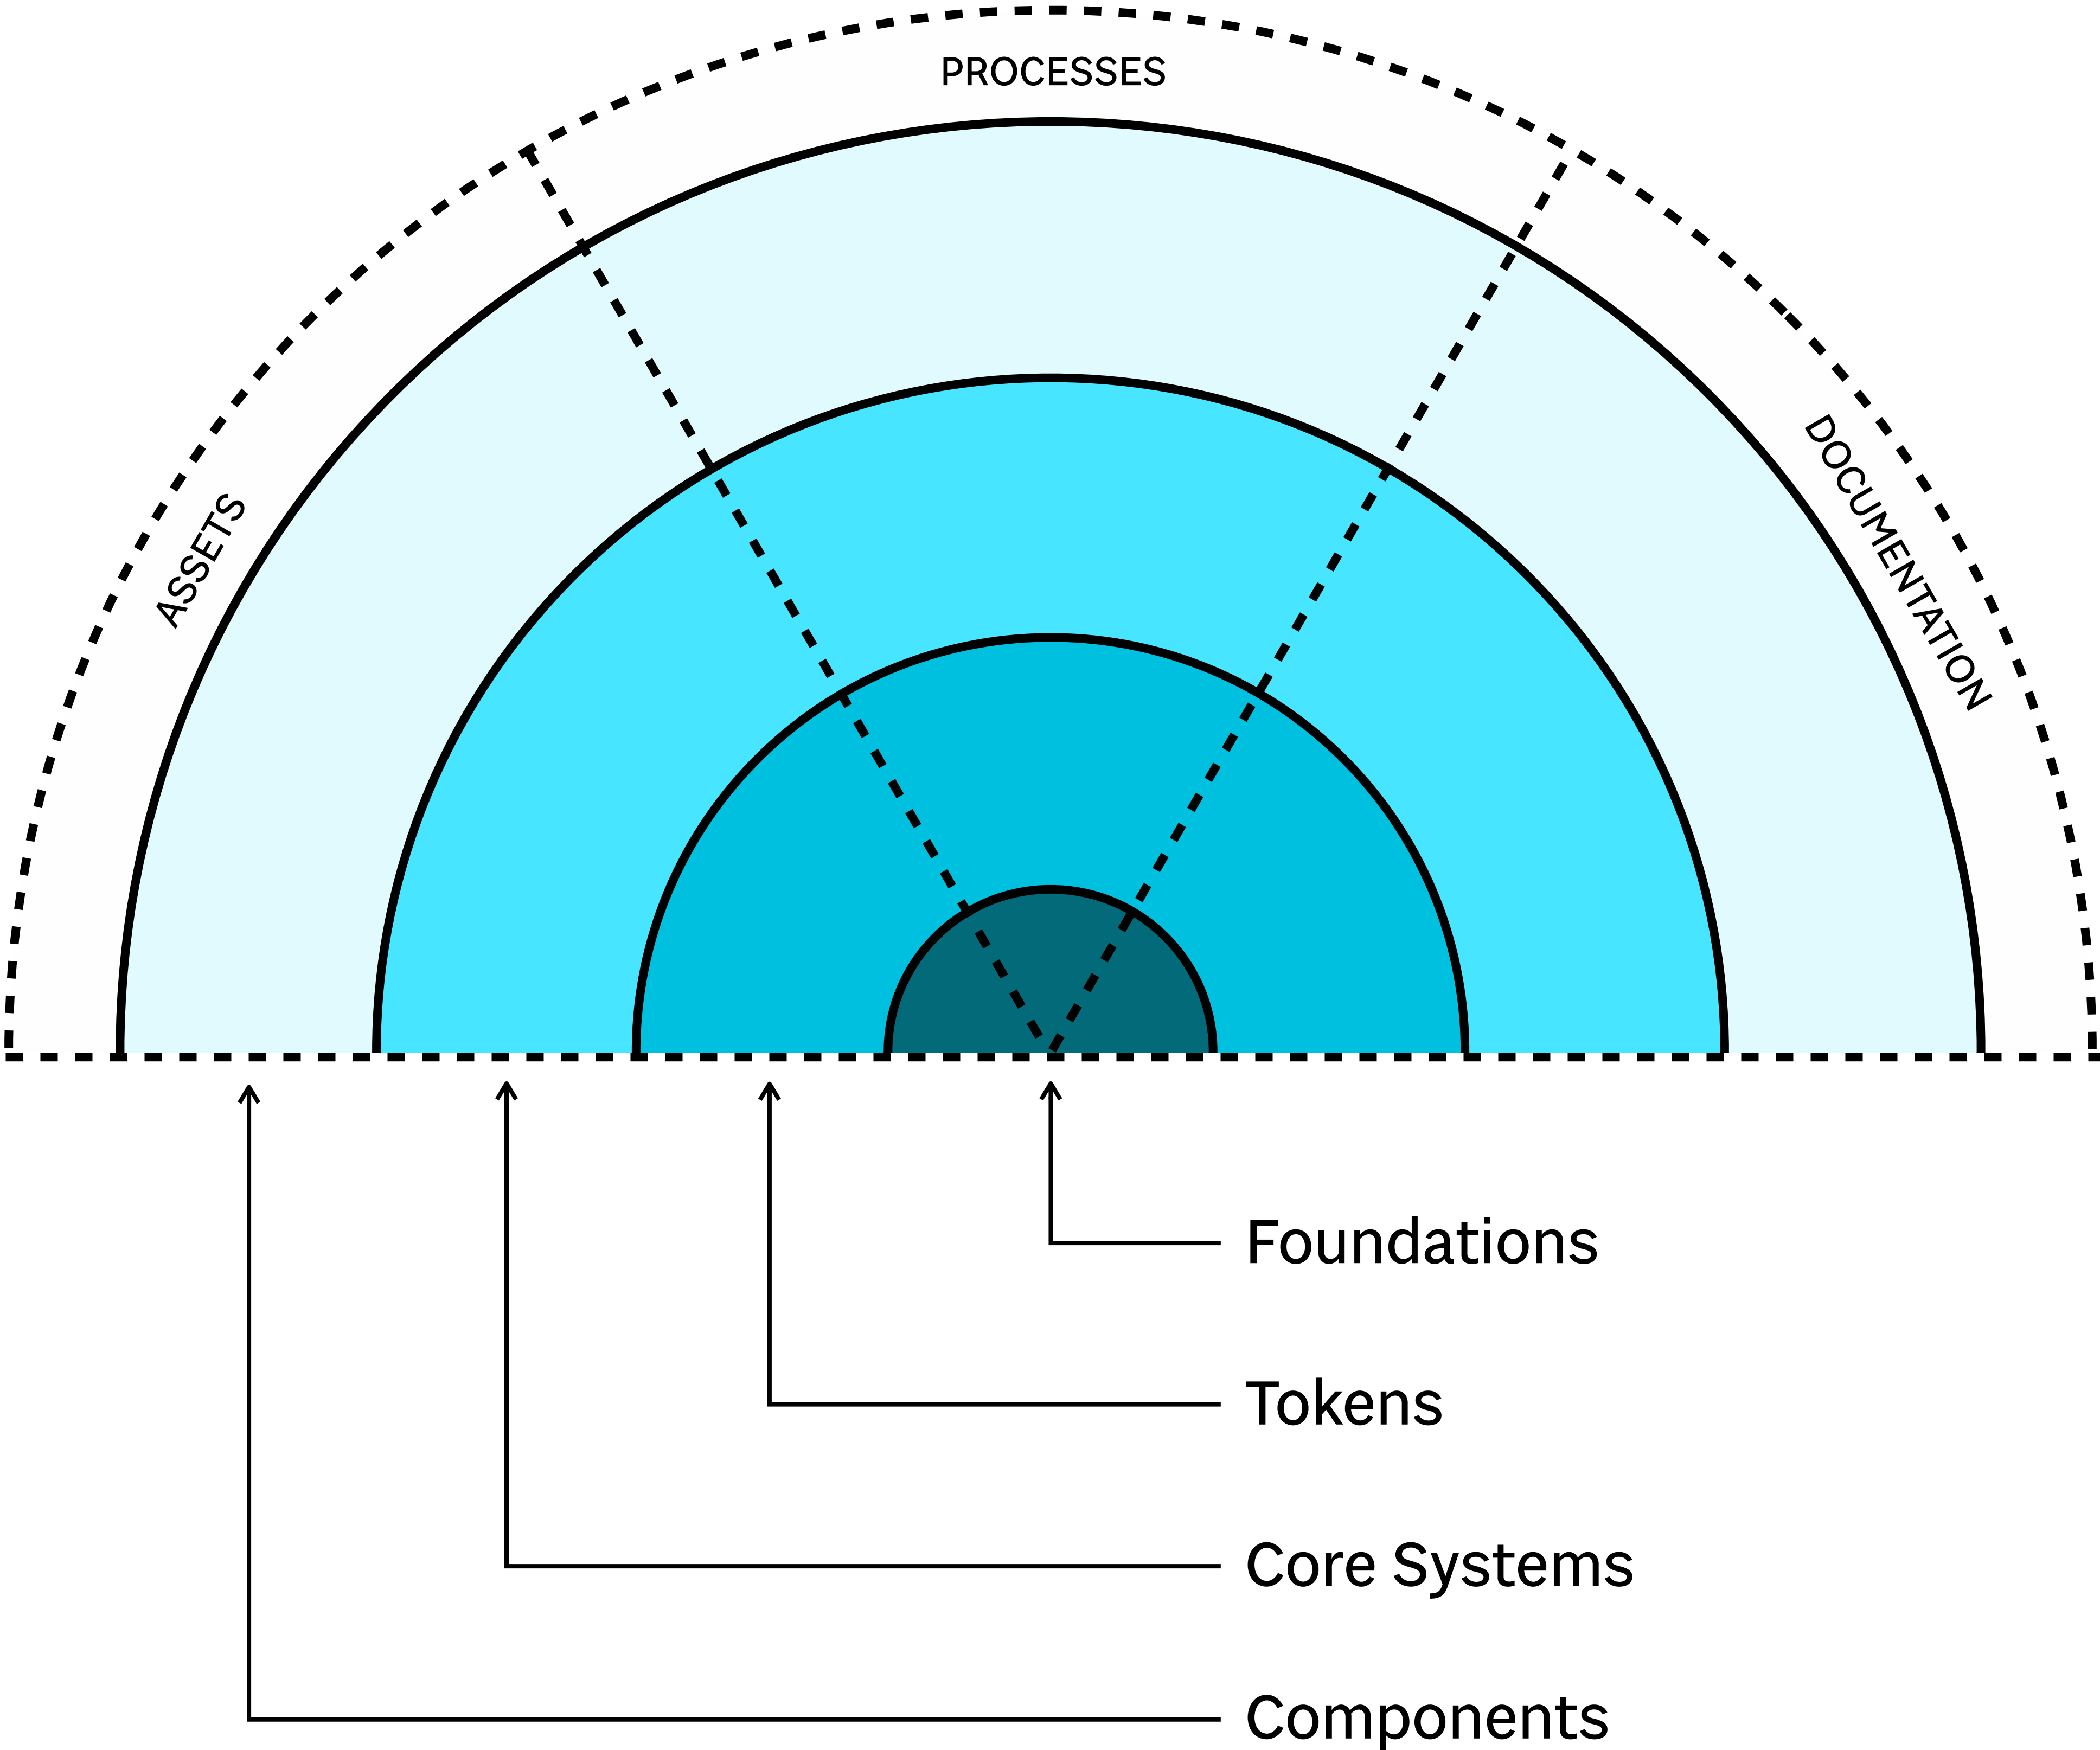 PROCESSES
ASSETS
DOCUMENTATION
Foundations
Tokens
Core Systems
Components